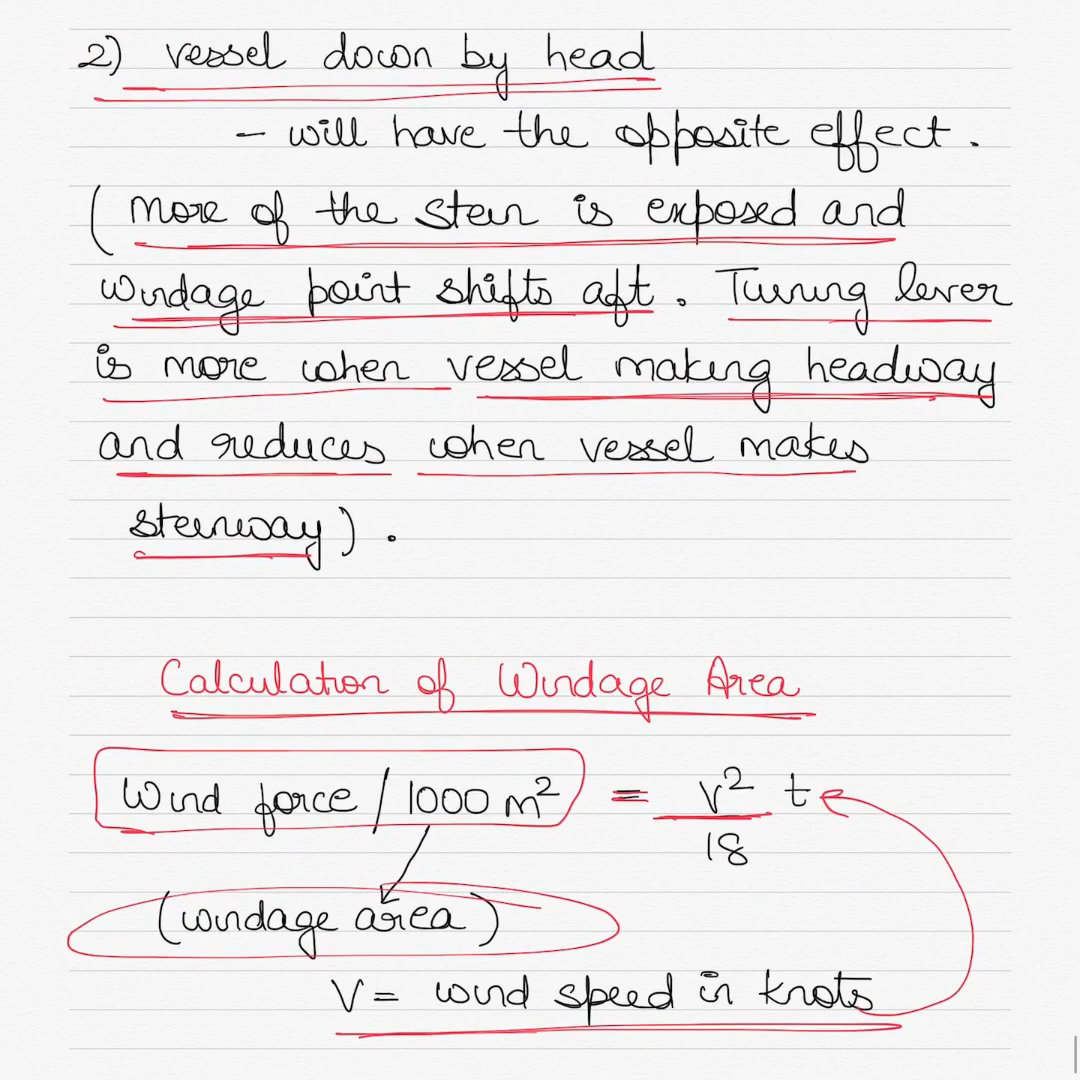 2) vessel down by head
- will have the opposite effect.
(more of the stern is exposed and
windage point shifts aft. Turning lever
is more when vessel making headway
and reduces when vessel makes
sternway).
Calculation of Windage Area
Wind force / 1000 m² = V²/18 t
(windage area)
V = wind speed in knots